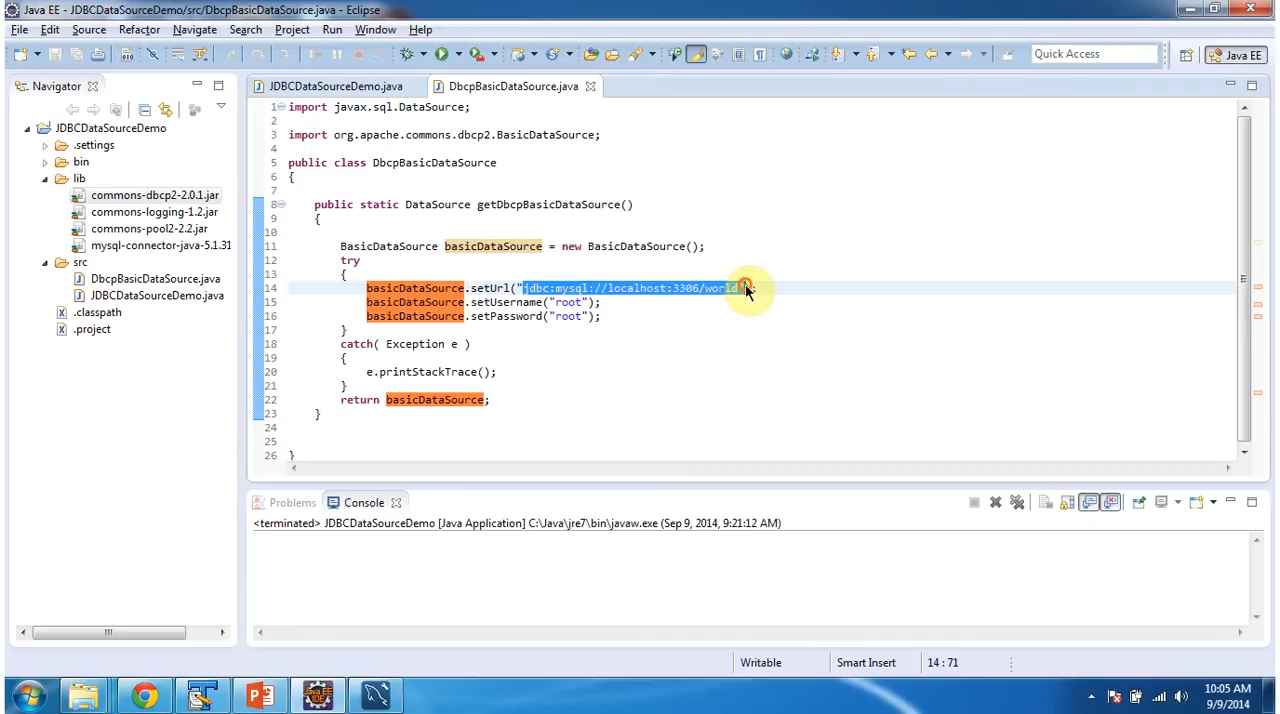 Java EE - JDBCDataSourceDemo/src/DbcpBasicDataSource.java - Eclipse
File Edit Source Refactor Navigate Search Project Run Window Help
Quick Access
Java EE
Navigator
JDBCDataSourceDemo.java DbcpBasicDataSource.java
JDBCDataSourceDemo
.settings
bin
lib
commons-dbcp2-2.0.1.jar
commons-logging-1.2.jar
commons-pool2-2.2.jar
mysql-connector-java-5.1.31
src
DbcpBasicDataSource.java
JDBCDataSourceDemo.java
.classpath
.project
1 import javax.sql.DataSource;
2
3 import org.apache.commons.dbcp2.BasicDataSource;
4
5 public class DbcpBasicDataSource
6 {
7
8 public static DataSource getDbcpBasicDataSource()
9 {
10
11 BasicDataSource basicDataSource = new BasicDataSource();
12 try
13 {
14 basicDataSource.setUrl("jdbc:mysql://localhost:3306/world
15 basicDataSource.setUsername("root");
16 basicDataSource.setPassword("root");
17 }
18 catch( Exception e )
19 {
20 e.printStackTrace();
21 }
22 return basicDataSource;
23 }
24
25
26 }
Problems Console
<terminated> JDBCDataSourceDemo [Java Application] C:\Java\jre7\bin\javaw.exe (Sep 9, 2014, 9:21:12 AM)
Writable Smart Insert 14 : 71
Java EE
IDE
10:05 AM
9/9/2014